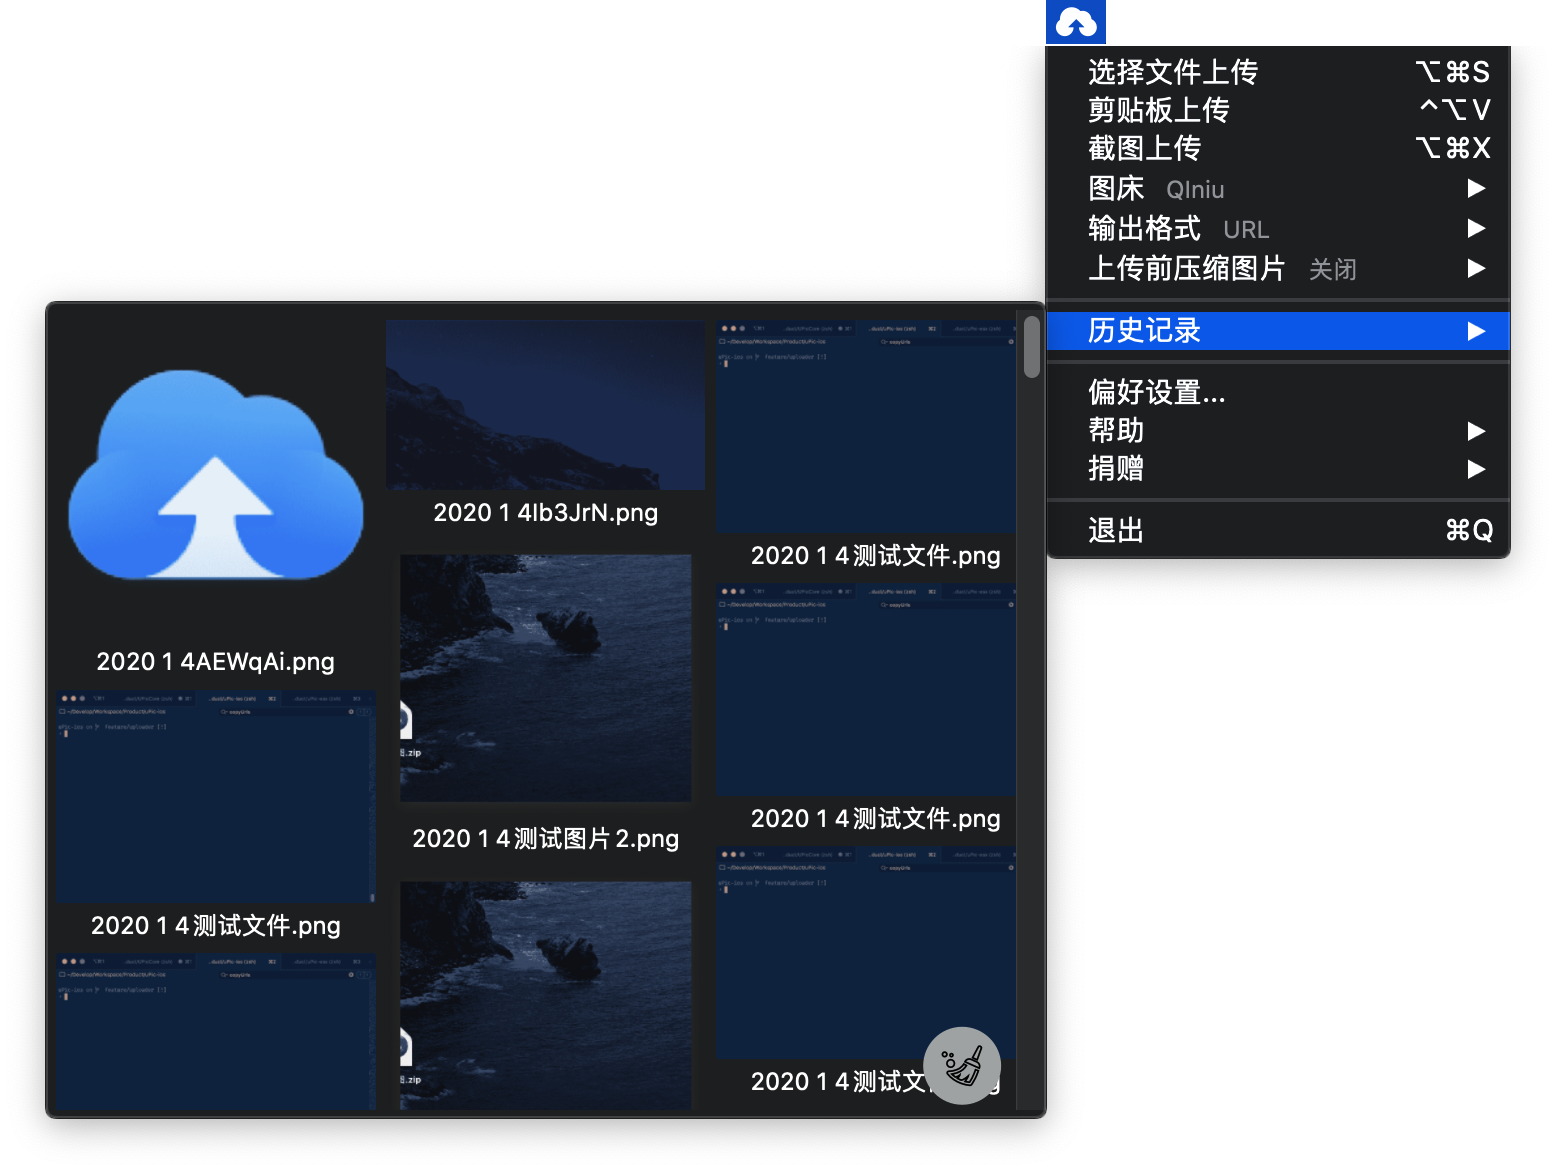 选择文件上传 ⌥⌘S
剪贴板上传 ^⌥V
截图上传 ⌥⌘X
图床 QIniu
输出格式 URL
上传前压缩图片 关闭
历史记录
偏好设置...
帮助
捐赠
退出 ⌘Q
2020 1 4AEWqAi.png
2020 1 4测试文件.png
2020 1 4Ib3JrN.png
.zip
2020 1 4测试图片2.png
.zip
2020 1 4测试文件.png
2020 1 4测试文件.png
2020 1 4测试文